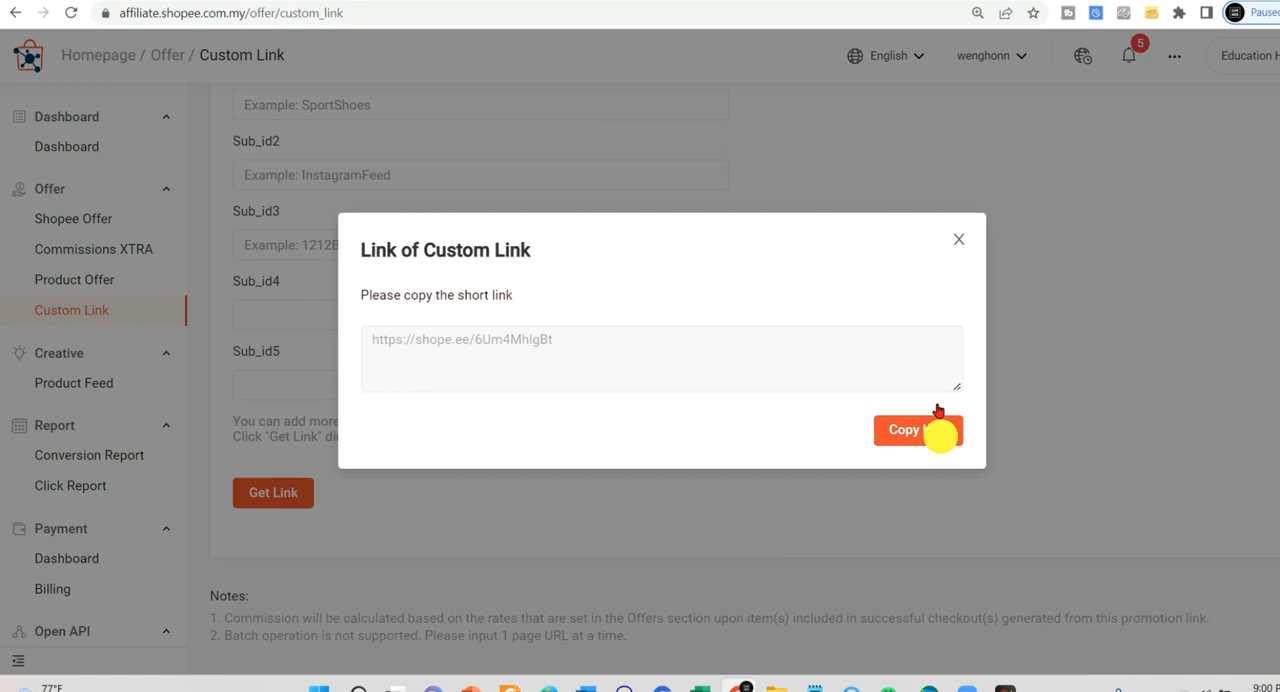 affiliate.shopee.com.my/offer/custom_link
Paused
Homepage / Offer / Custom Link
English
wenghonn
5
Education
Dashboard
Dashboard
Offer
Shopee Offer
Commissions XTRA
Product Offer
Custom Link
Creative
Product Feed
Report
Conversion Report
Click Report
Payment
Dashboard
Billing
Open API
Example: SportShoes
Sub_id2
Example: InstagramFeed
Sub_id3
Example: 1212
Sub_id4
Sub_id5
You can add more
Click "Get Link"
Get Link
Link of Custom Link
Please copy the short link
https://shope.ee/6Um4MhlgBt
Copy
Notes:
1. Commission will be calculated based on the rates that are set in the Offers section upon item(s) included in successful checkout(s) generated from this promotion link.
2. Batch operation is not supported. Please input 1 page URL at a time.
77°F
9:00